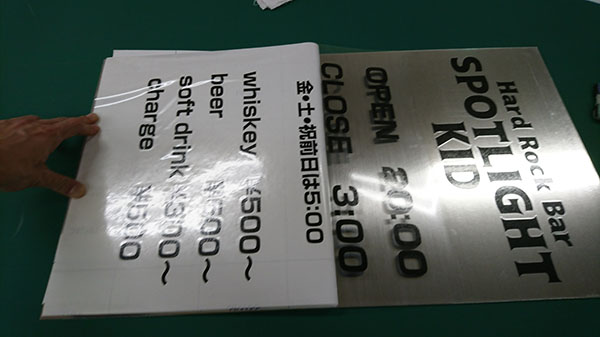 Hard Rock Bar
SPOTLIGHT
KID
OPEN 20:00
CLOSE 3:00
金・土・祝前日は5:00
whiskey ¥500～
beer ¥500～
soft drink ¥300～
charge ¥500